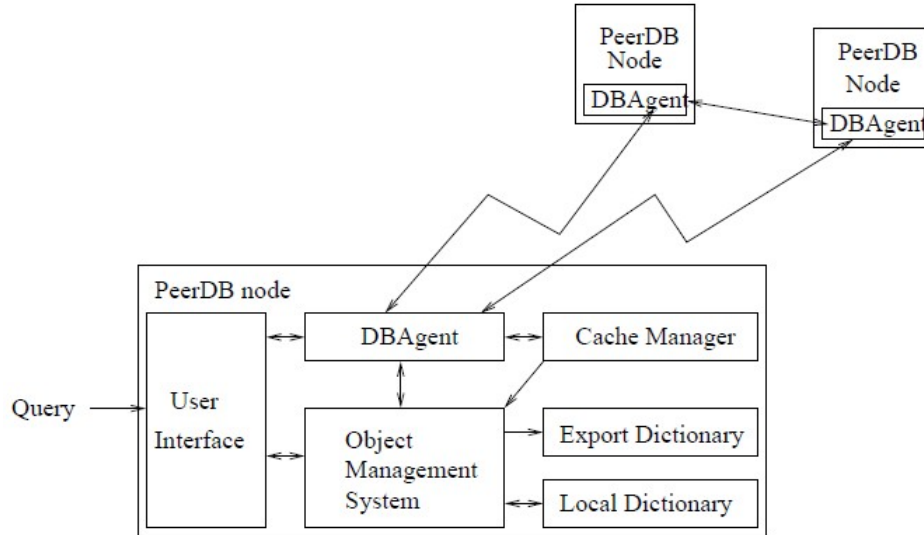 PeerDB
Node
DBAgent
PeerDB
Node
DBAgent
PeerDB node
DBAgent
Cache Manager
Query
User
Interface
Object
Management
System
Export Dictionary
Local Dictionary